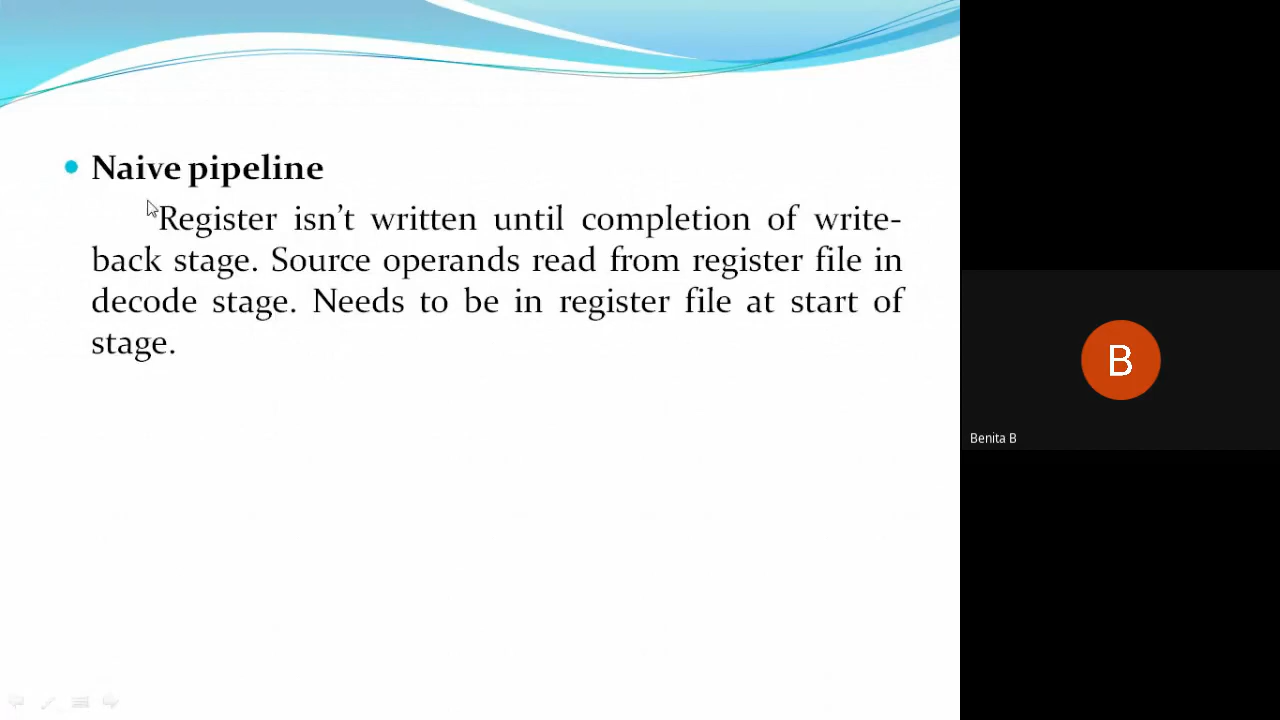 Naive pipeline
Register isn’t written until completion of write-
back stage. Source operands read from register file in
decode stage. Needs to be in register file at start of
stage.
B
Benita B